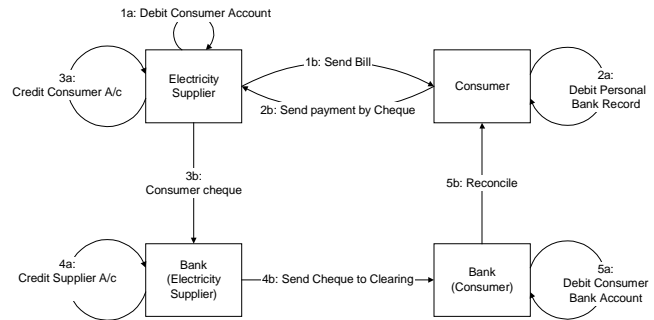 1a: Debit Consumer Account
3a:
Credit Consumer A/c
Electricity
Supplier
1b: Send Bill
2b: Send payment by Cheque
Consumer
2a:
Debit Personal
Bank Record
3b:
Consumer cheque
5b: Reconcile
4a:
Credit Supplier A/c
Bank
(Electricity
Supplier)
4b: Send Cheque to Clearing
Bank
(Consumer)
5a:
Debit Consumer
Bank Account